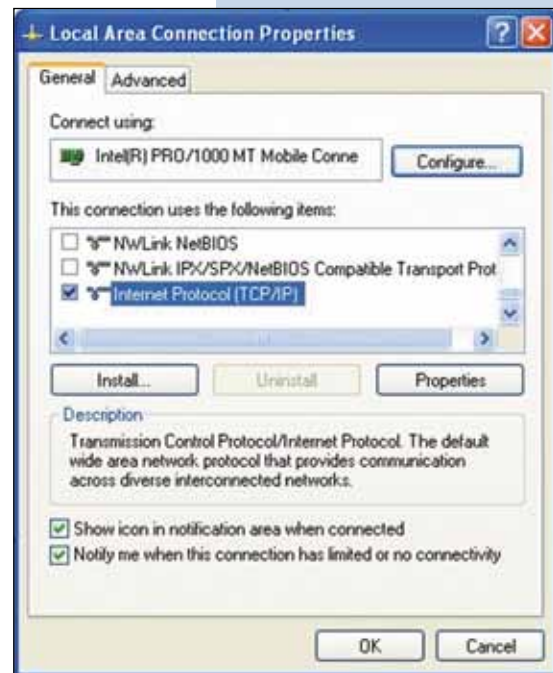 Local Area Connection Properties
General
Advanced
Connect using:
Intel(R) PRO/1000 MT Mobile Conne
Configure...
This connection uses the following items:
NWLink NetBIOS
NWLink IPX/SPX/NetBIOS Compatible Transport Prot
Internet Protocol (TCP/IP)
Install...
Uninstall
Properties
Description
Transmission Control Protocol/Internet Protocol. The default
wide area network protocol that provides communication
across diverse interconnected networks.
Show icon in notification area when connected
Notify me when this connection has limited or no connectivity
OK
Cancel